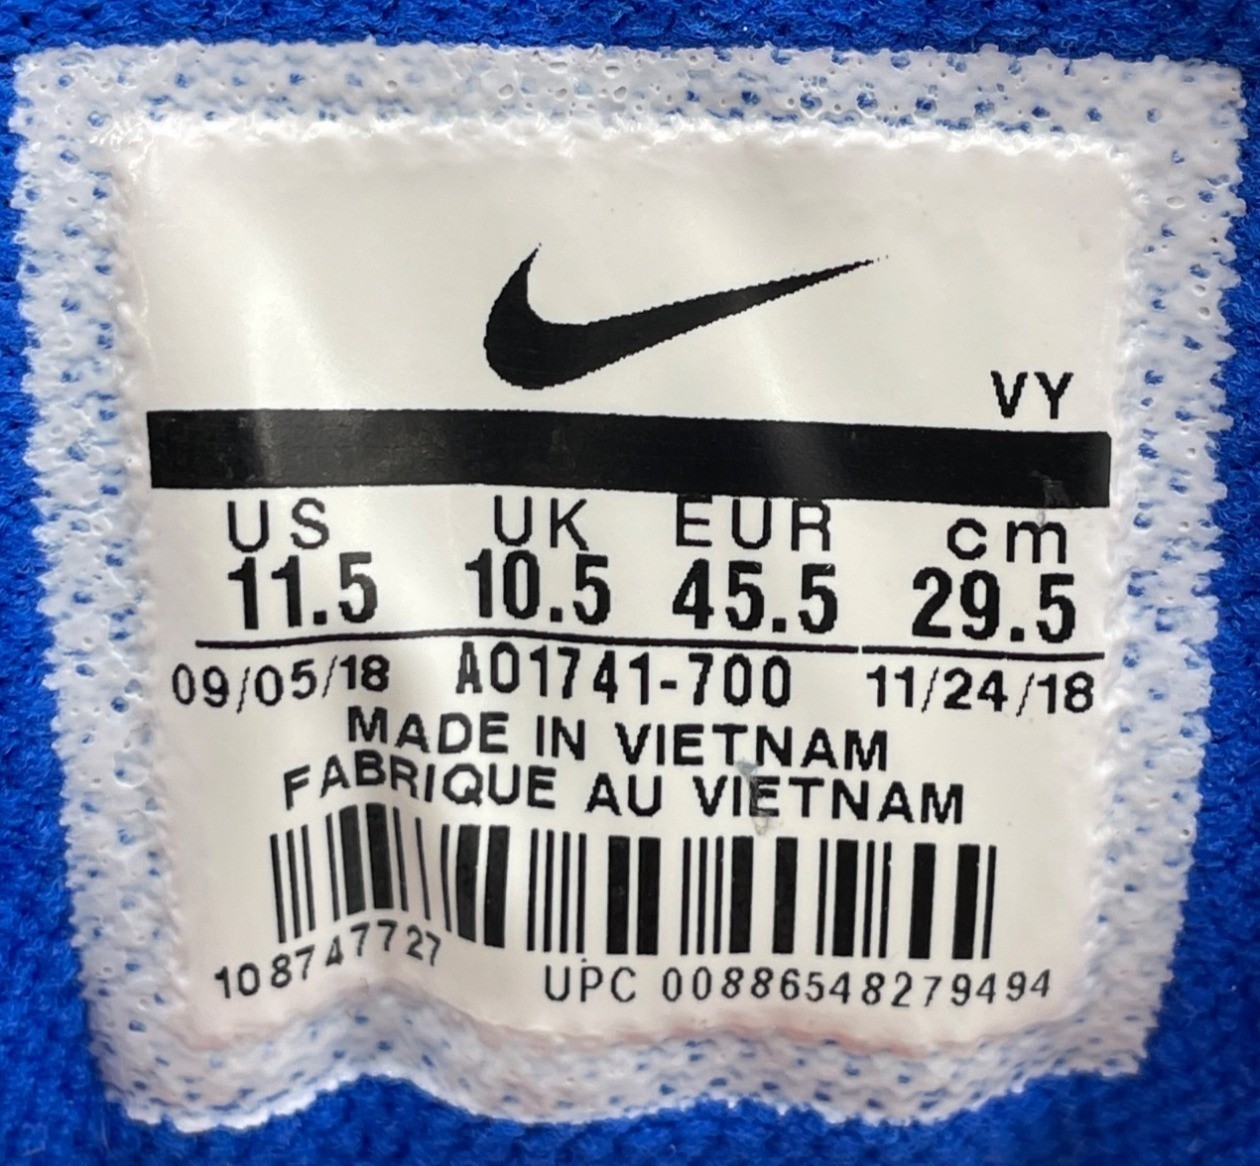 VY
US UK EUR cm
11.5 10.5 45.5 29.5
09/05/18 AO1741-700 11/24/18
MADE IN VIETNAM
FABRIQUE AU VIETNAM
108747727 UPC 00886548279494